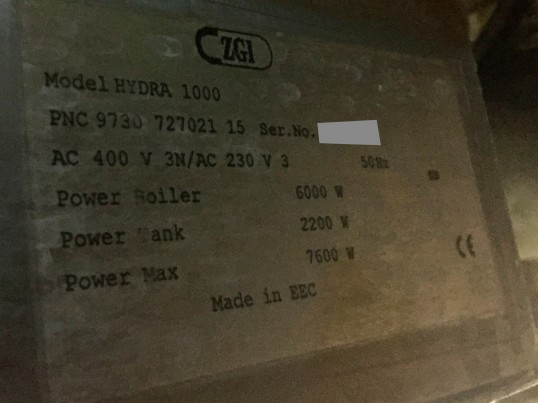 ZGI
Model HYDRA 1000
PNC 9730 727021 15 Ser.No.
AC 400 V 3N/AC 230 V 3 50Hz
Power Boiler 6000 W
Power Tank 2200 W
Power Max 7600 W
Made in EEC
CE